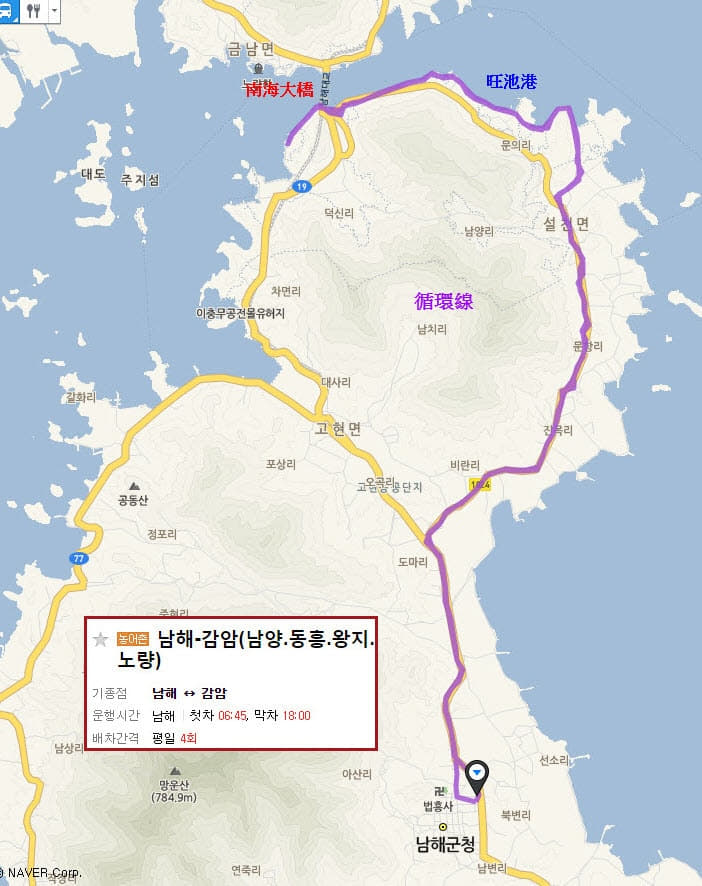 금남면
南海大橋
남해대교
旺池港
대도
주지섬
문의리
19
덕신리
설천면
남양리
차면리
循環線
이충무공전몰유허지
남치리
문항리
대사리
길화리
고현면
진목리
포상리
비란리
오곡리
1024
공동산
정포리
77
도마리
중현리
농어촌
남해-감암(남양.동흥.왕지.
노량)
기종점 남해 ↔ 감암
운행시간 남해 첫차 06:45, 막차 18:00
배차간격 평일 4회
남상리
선소리
아산리
망운산
(784.9m)
법흥사
북변리
남해군청
NAVER Corp.
연죽리
남변리